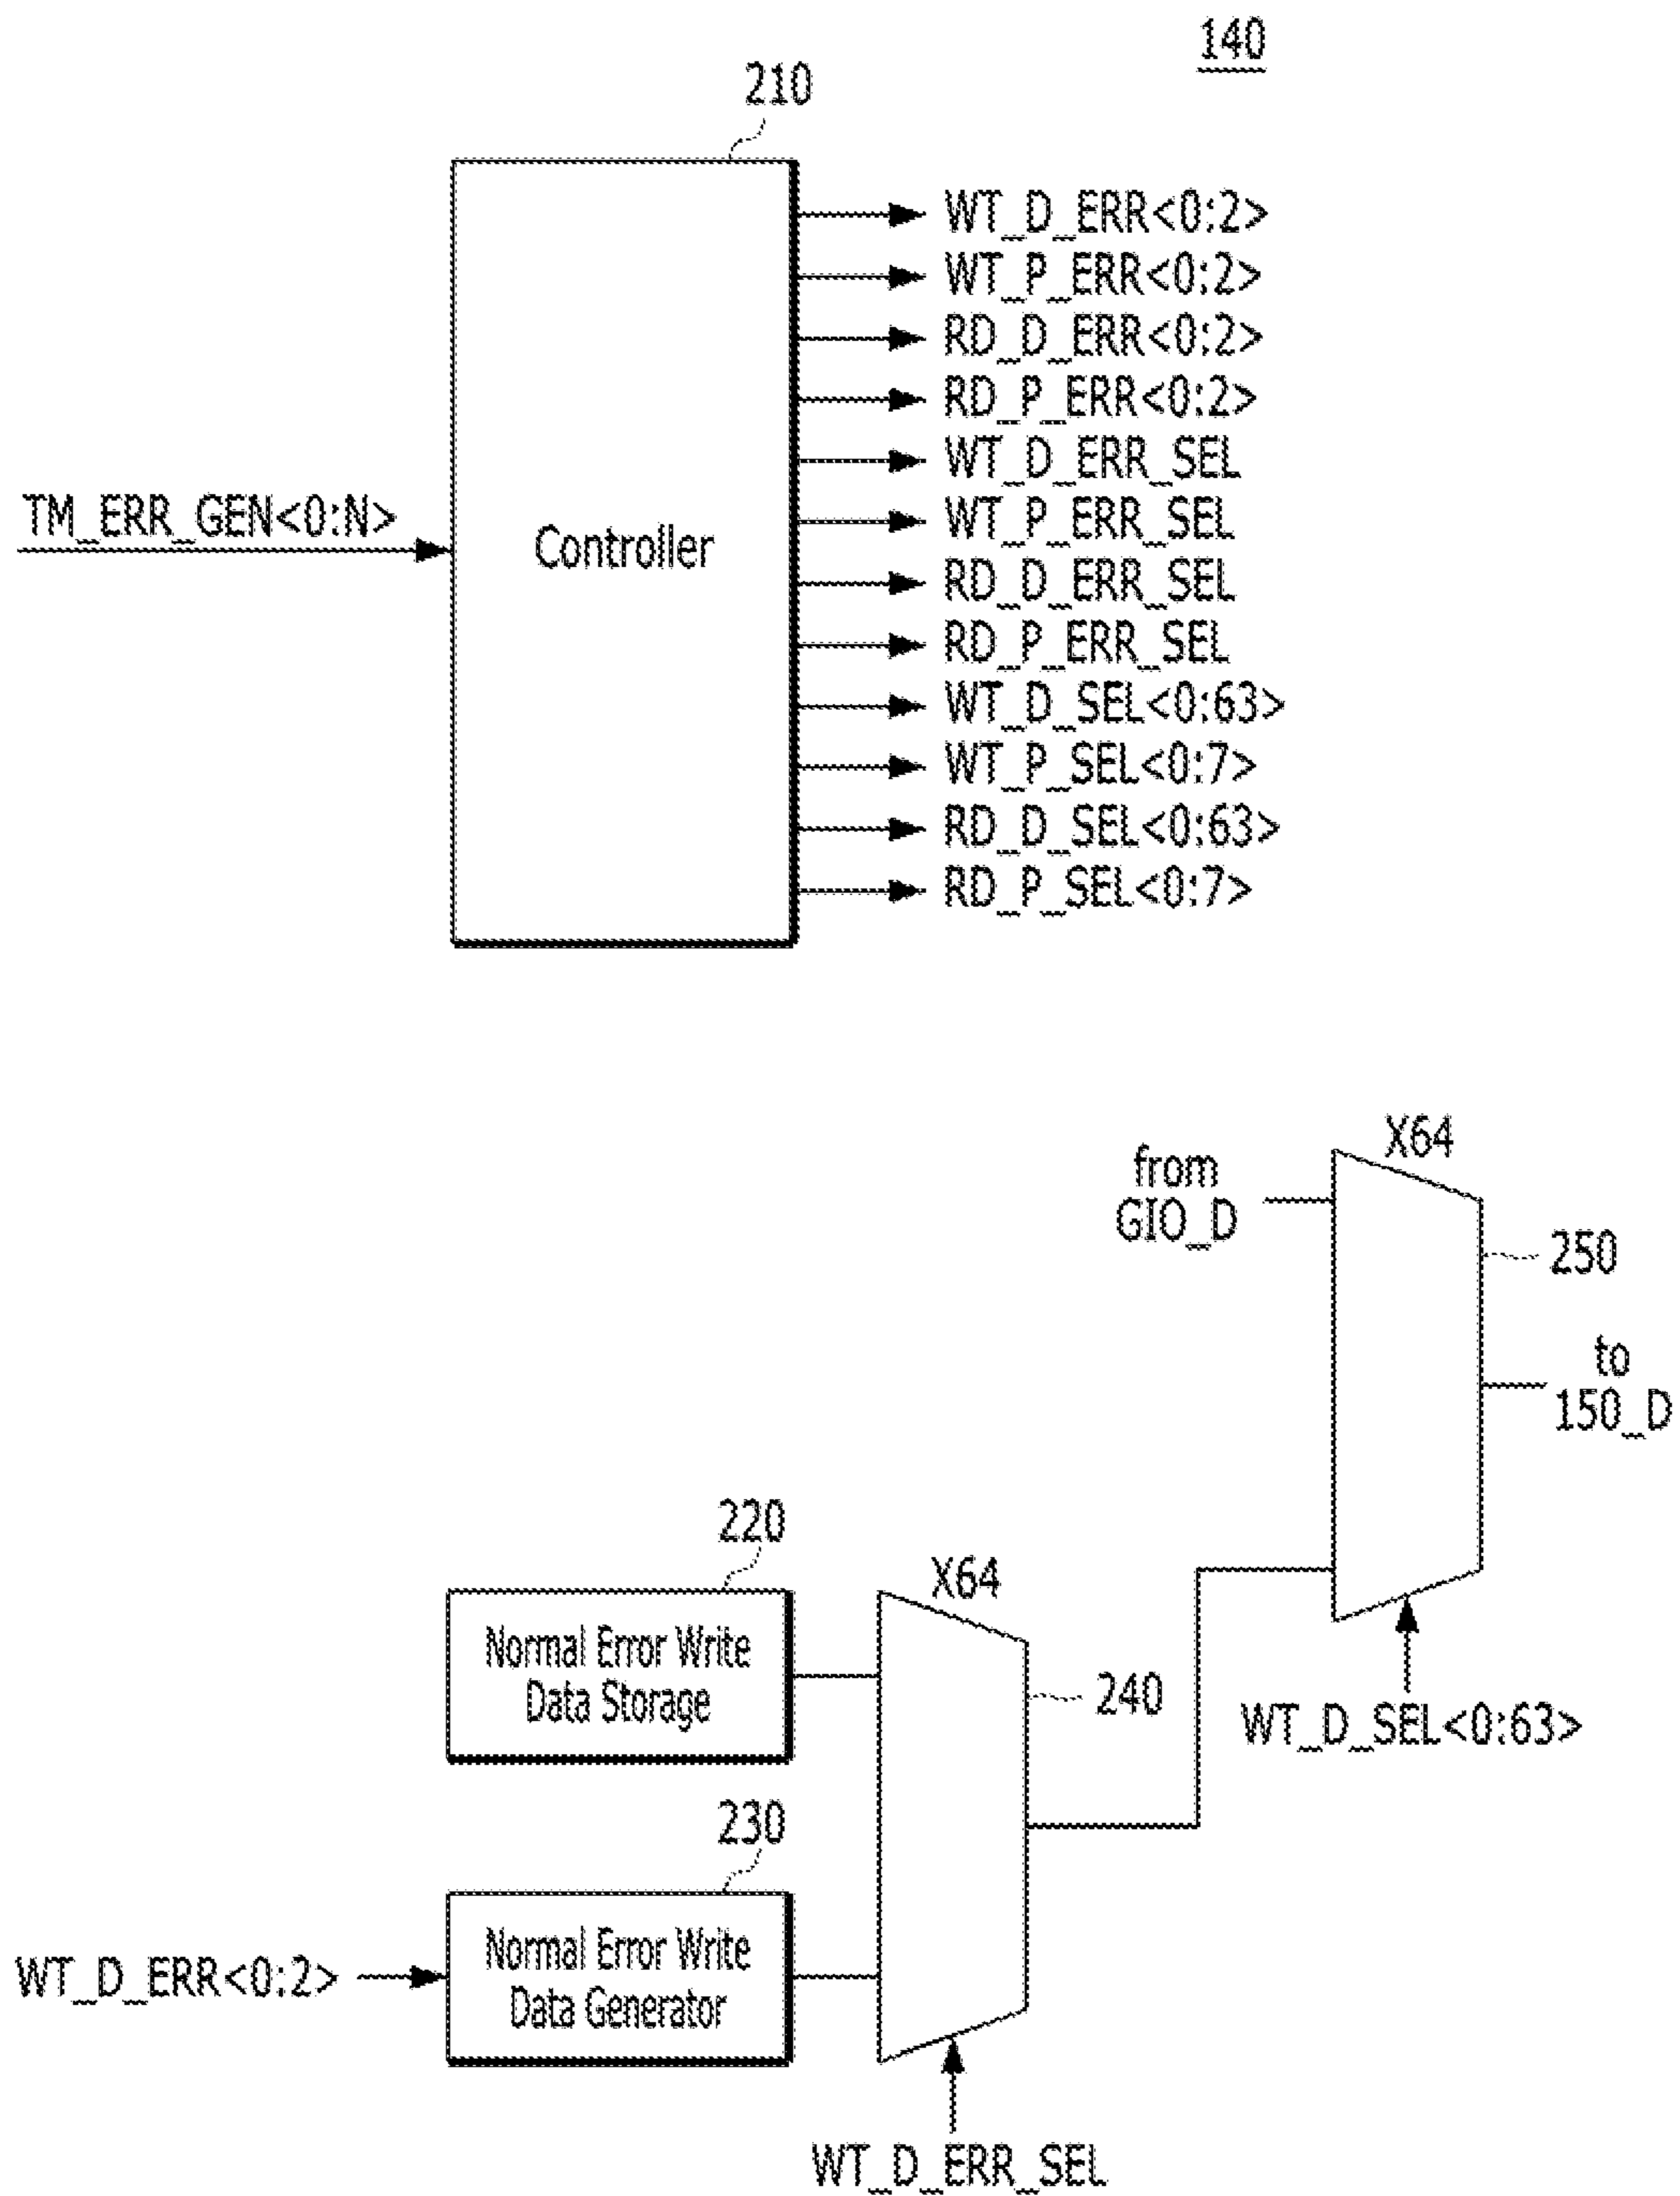 140
210
WT_D_ERR<0:2>
WT_P_ERR<0:2>
RD_D_ERR<0:2>
RD_P_ERR<0:2>
WT_D_ERR_SEL
WT_P_ERR_SEL
RD_D_ERR_SEL
RD_P_ERR_SEL
WT_D_SEL<0:63>
WT_P_SEL<0:7>
RD_D_SEL<0:63>
RD_P_SEL<0:7>
TM_ERR_GEN<0:N>
Controller
X64
from
GIO_D
250
to
150_D
WT_D_SEL<0:63>
220
X64
Normal Error Write
Data Storage
240
230
WT_D_ERR<0:2>
Normal Error Write
Data Generator
WT_D_ERR_SEL